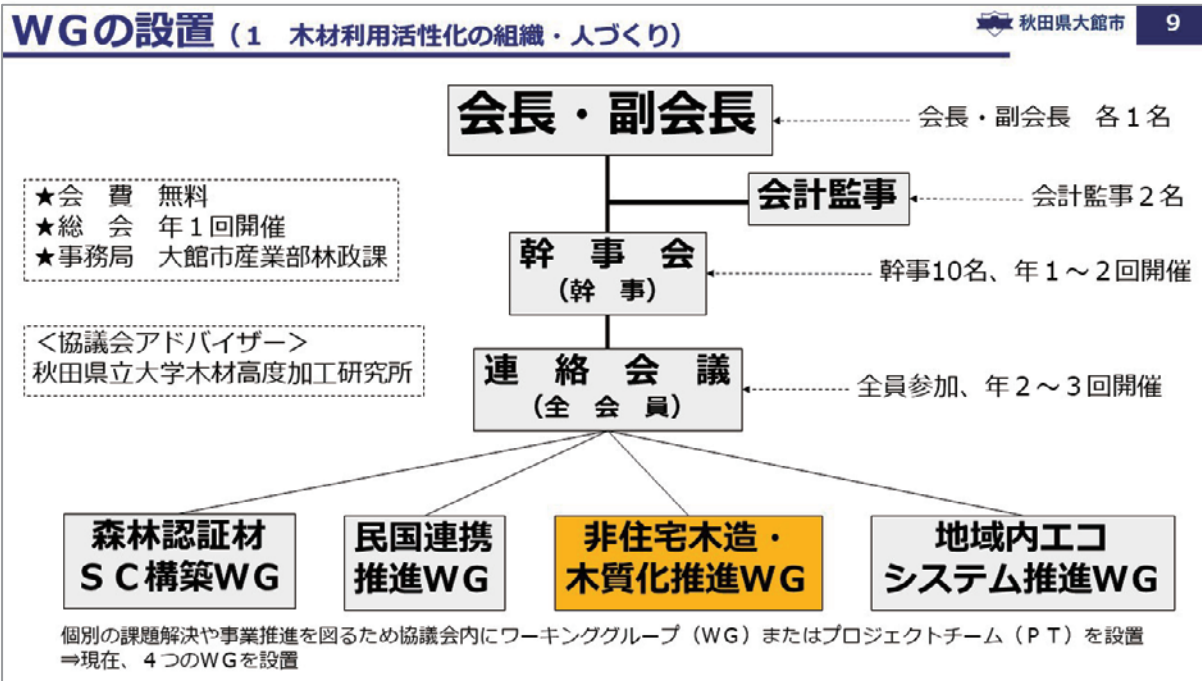 WGの設置（1　木材利用活性化の組織・人づくり）
秋田県大館市
9
会長・副会長
会長・副会長　各１名
★会　費　無料
★総　会　年１回開催
★事務局　大館市産業部林政課
会計監事
会計監事２名
幹　事　会
（幹　事）
幹事10名、年１～２回開催
＜協議会アドバイザー＞
秋田県立大学木材高度加工研究所
連　絡　会　議
（全　会　員）
全員参加、年２～３回開催
森林認証材
ＳＣ構築WG
民国連携
推進WG
非住宅木造・
木質化推進WG
地域内エコ
システム推進WG
個別の課題解決や事業推進を図るため協議会内にワーキンググループ（WG）またはプロジェクトチーム（ＰＴ）を設置
⇒現在、４つのWGを設置